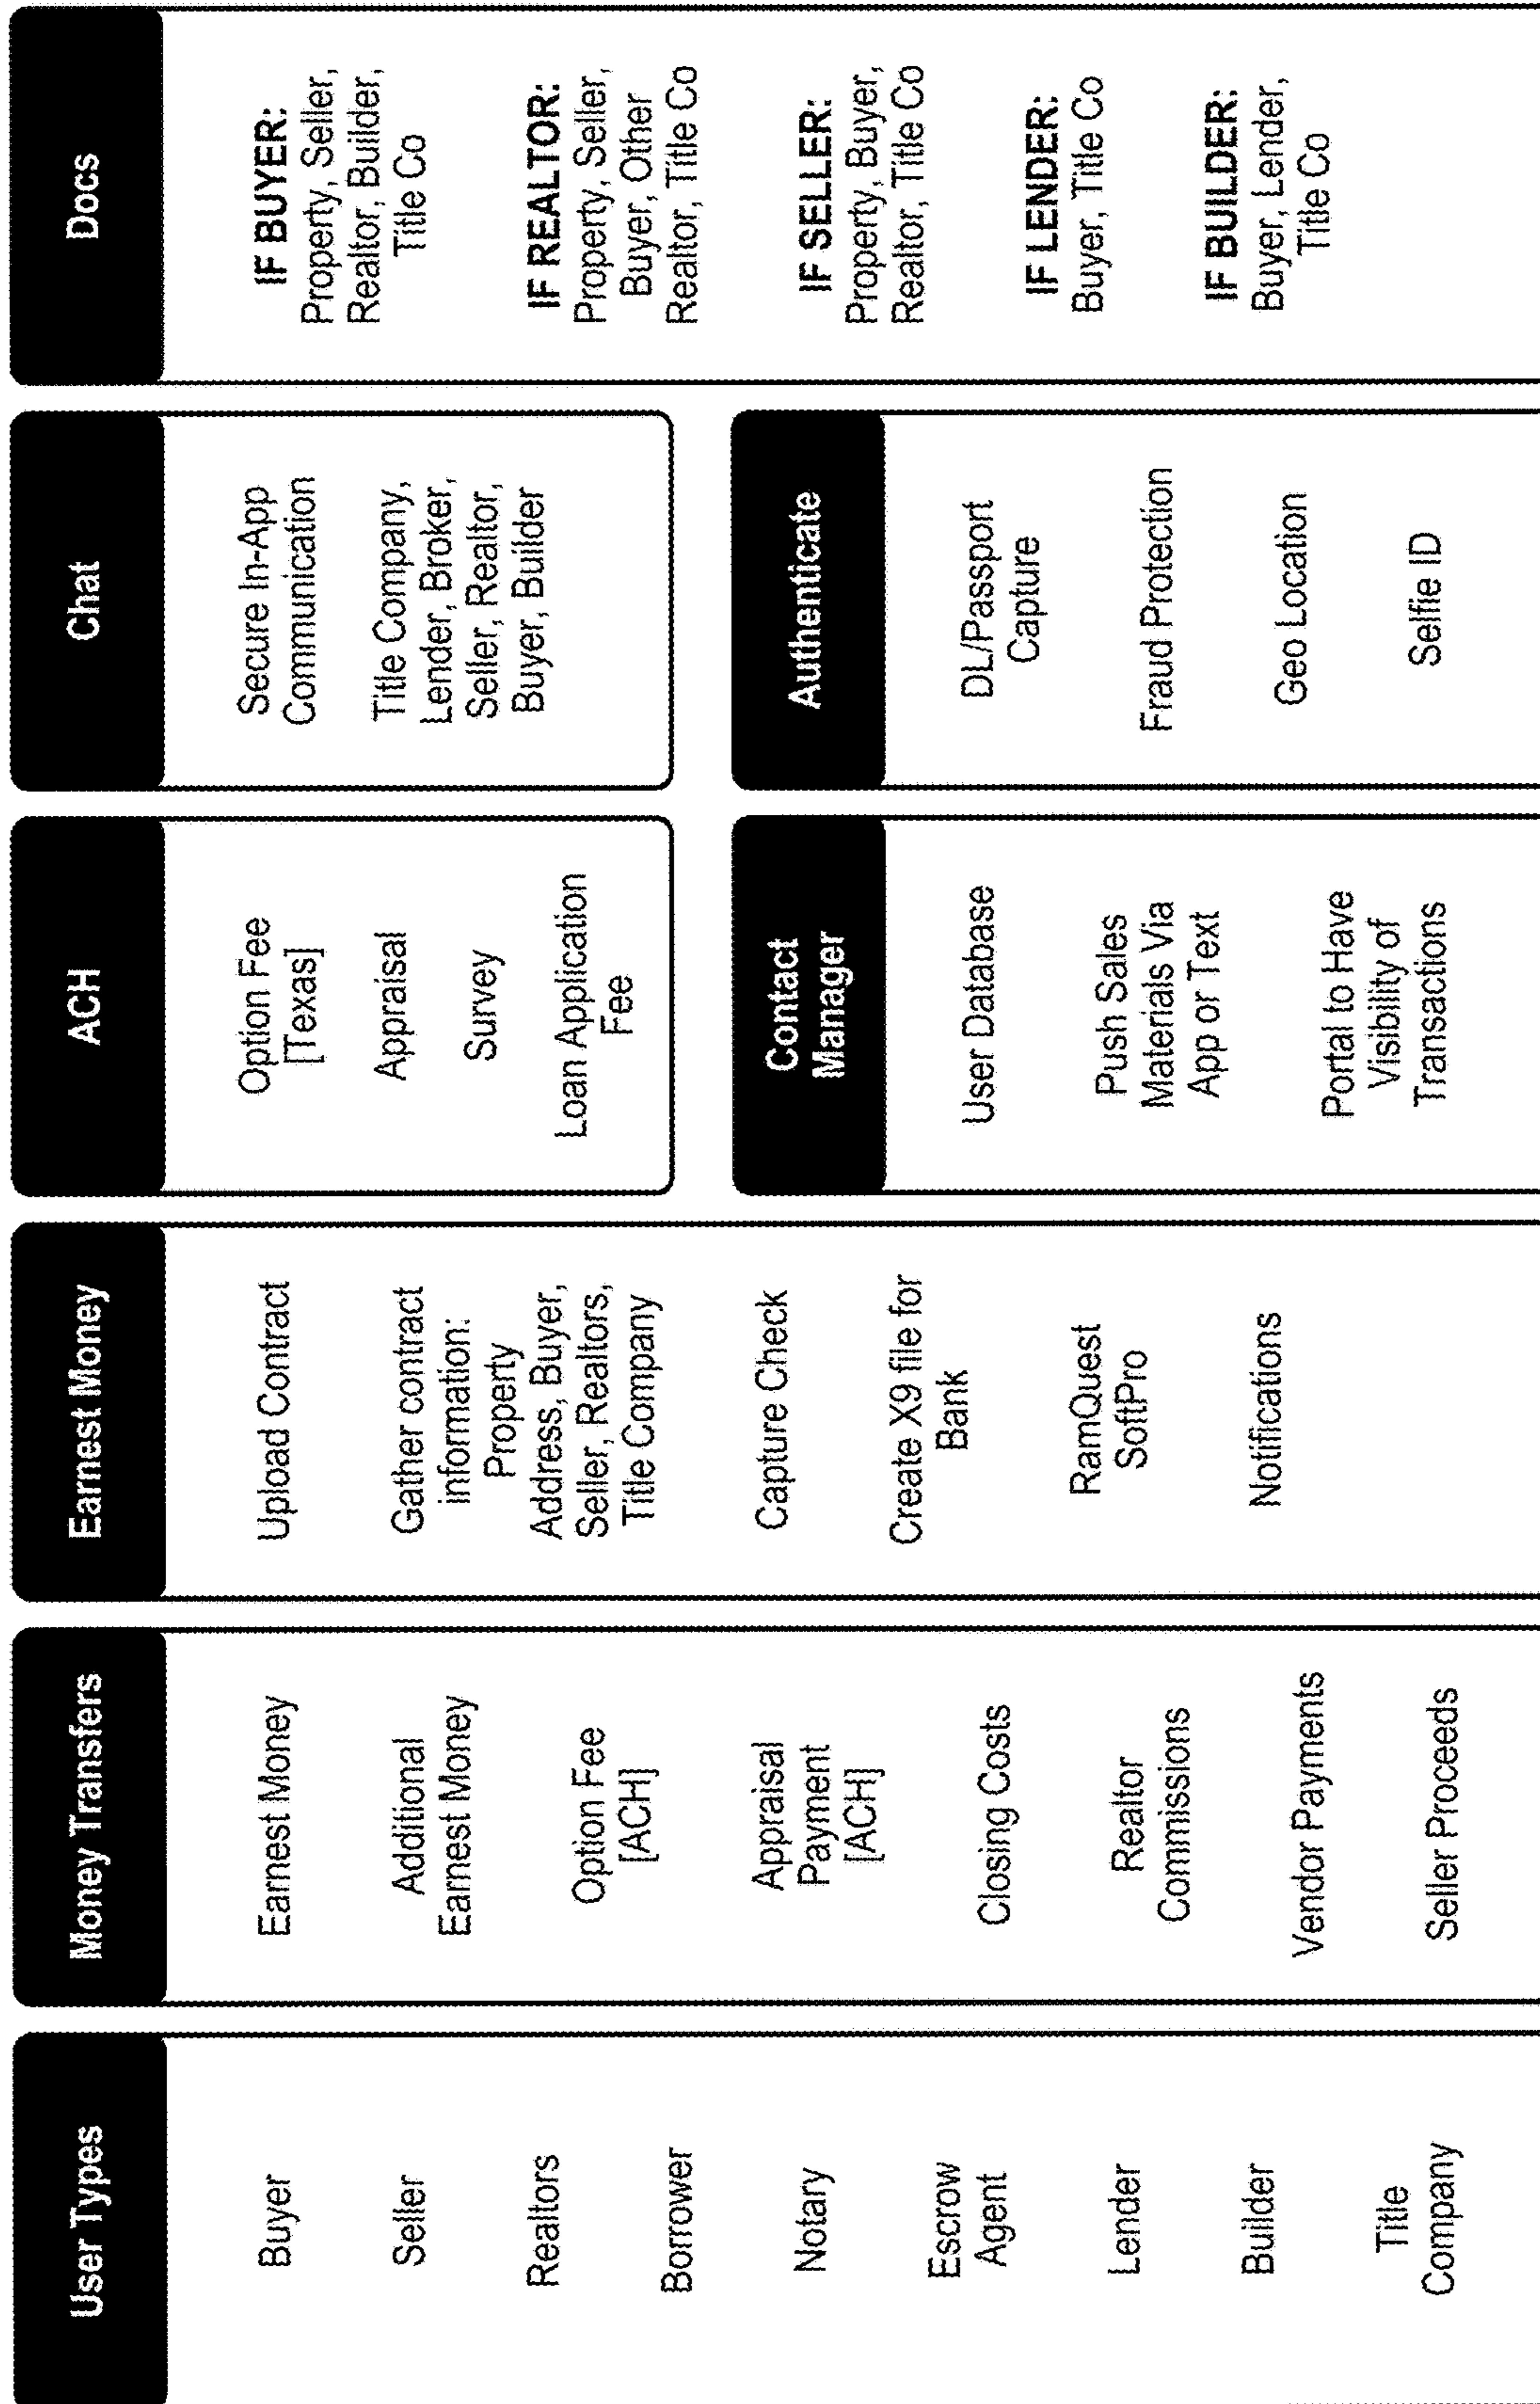 User Types
Buyer
Seller
Realtors
Borrower
Notary
Escrow
Agent
Lender
Builder
Title
Company
Money Transfers
Earnest Money
Additional
Earnest Money
Option Fee
[ACH]
Appraisal
Payment
[ACH]
Closing Costs
Realtor
Commissions
Vendor Payments
Seller Proceeds
Earnest Money
Upload Contract
Gather contract
information:
Property
Address, Buyer,
Seller, Realtors,
Title Company
Capture Check
Create X9 file for
Bank
RamQuest
SoftPro
Notifications
ACH
Option Fee
[Texas]
Appraisal
Survey
Loan Application
Fee
Contact
Manager
User Database
Push Sales
Materials Via
App or Text
Portal to Have
Visibility of
Transactions
Chat
Secure In-App
Communication
Title Company,
Lender, Broker,
Seller, Realtor,
Buyer, Builder
Authenticate
DL/Passport
Capture
Fraud Protection
Geo Location
Selfie ID
Docs
IF BUYER:
Property, Seller,
Realtor, Builder,
Title Co
IF REALTOR:
Property, Seller,
Buyer, Other
Realtor, Title Co
IF SELLER:
Property, Buyer,
Realtor, Title Co
IF LENDER:
Buyer, Title Co
IF BUILDER:
Buyer, Lender,
Title Co